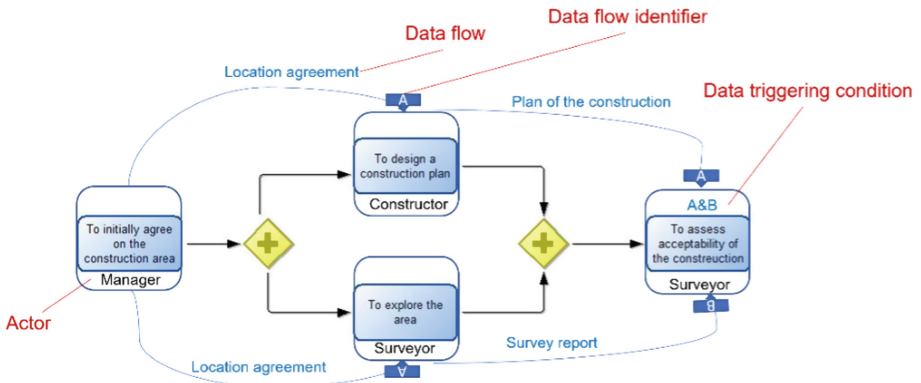 Data flow identifier
Data flow
Location agreement
A
Plan of the construction
Data triggering condition
To design a
construction plan
Constructor
A
A&B
To initially agree
on the
construction area
Manager
To assess
acceptability of
the constreuction
Surveyor
B
Actor
To explore the
area
Surveyor
A
Location agreement
Survey report